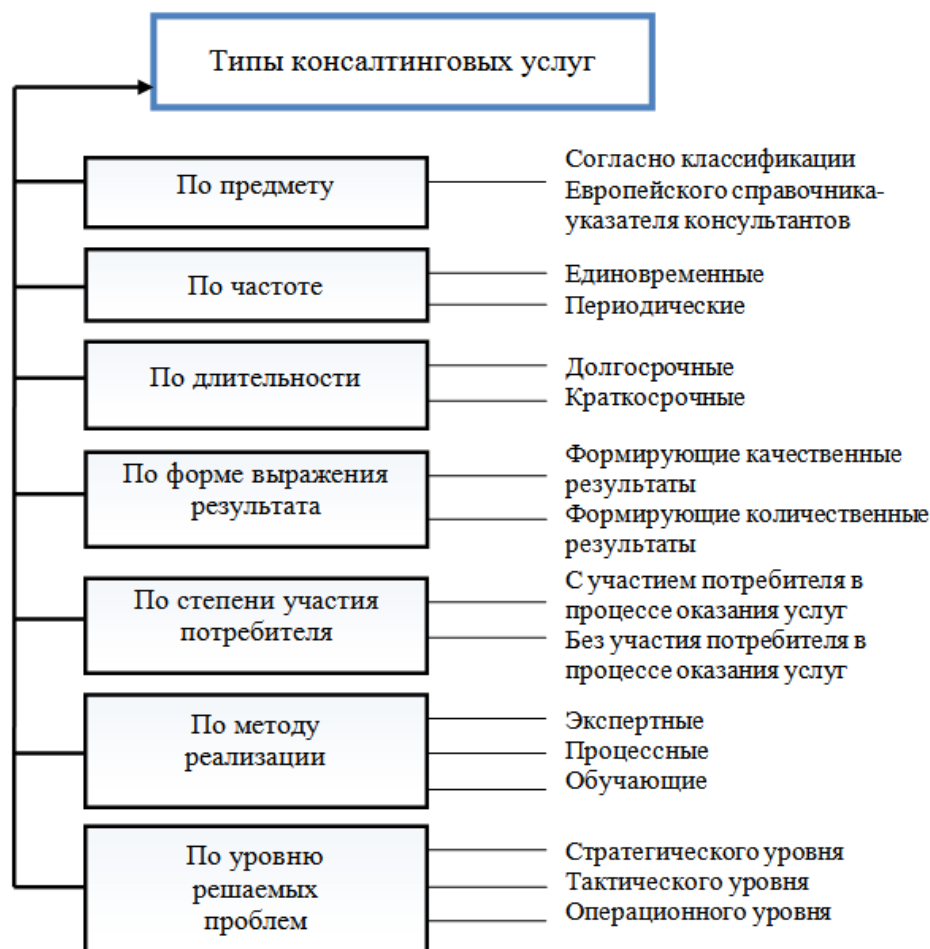 Типы консалтинговых услуг
По предмету
Согласно классификации
Европейского справочника-
указателя консультантов
По частоте
Единовременные
Периодические
По длительности
Долгосрочные
Краткосрочные
По форме выражения
результата
Формирующие качественные
результаты
Формирующие количественные
результаты
По степени участия
потребителя
С участием потребителя в
процессе оказания услуг
Без участия потребителя в
процессе оказания услуг
По методу
реализации
Экспертные
Процессные
Обучающие
По уровню
решаемых
проблем
Стратегического уровня
Тактического уровня
Операционного уровня